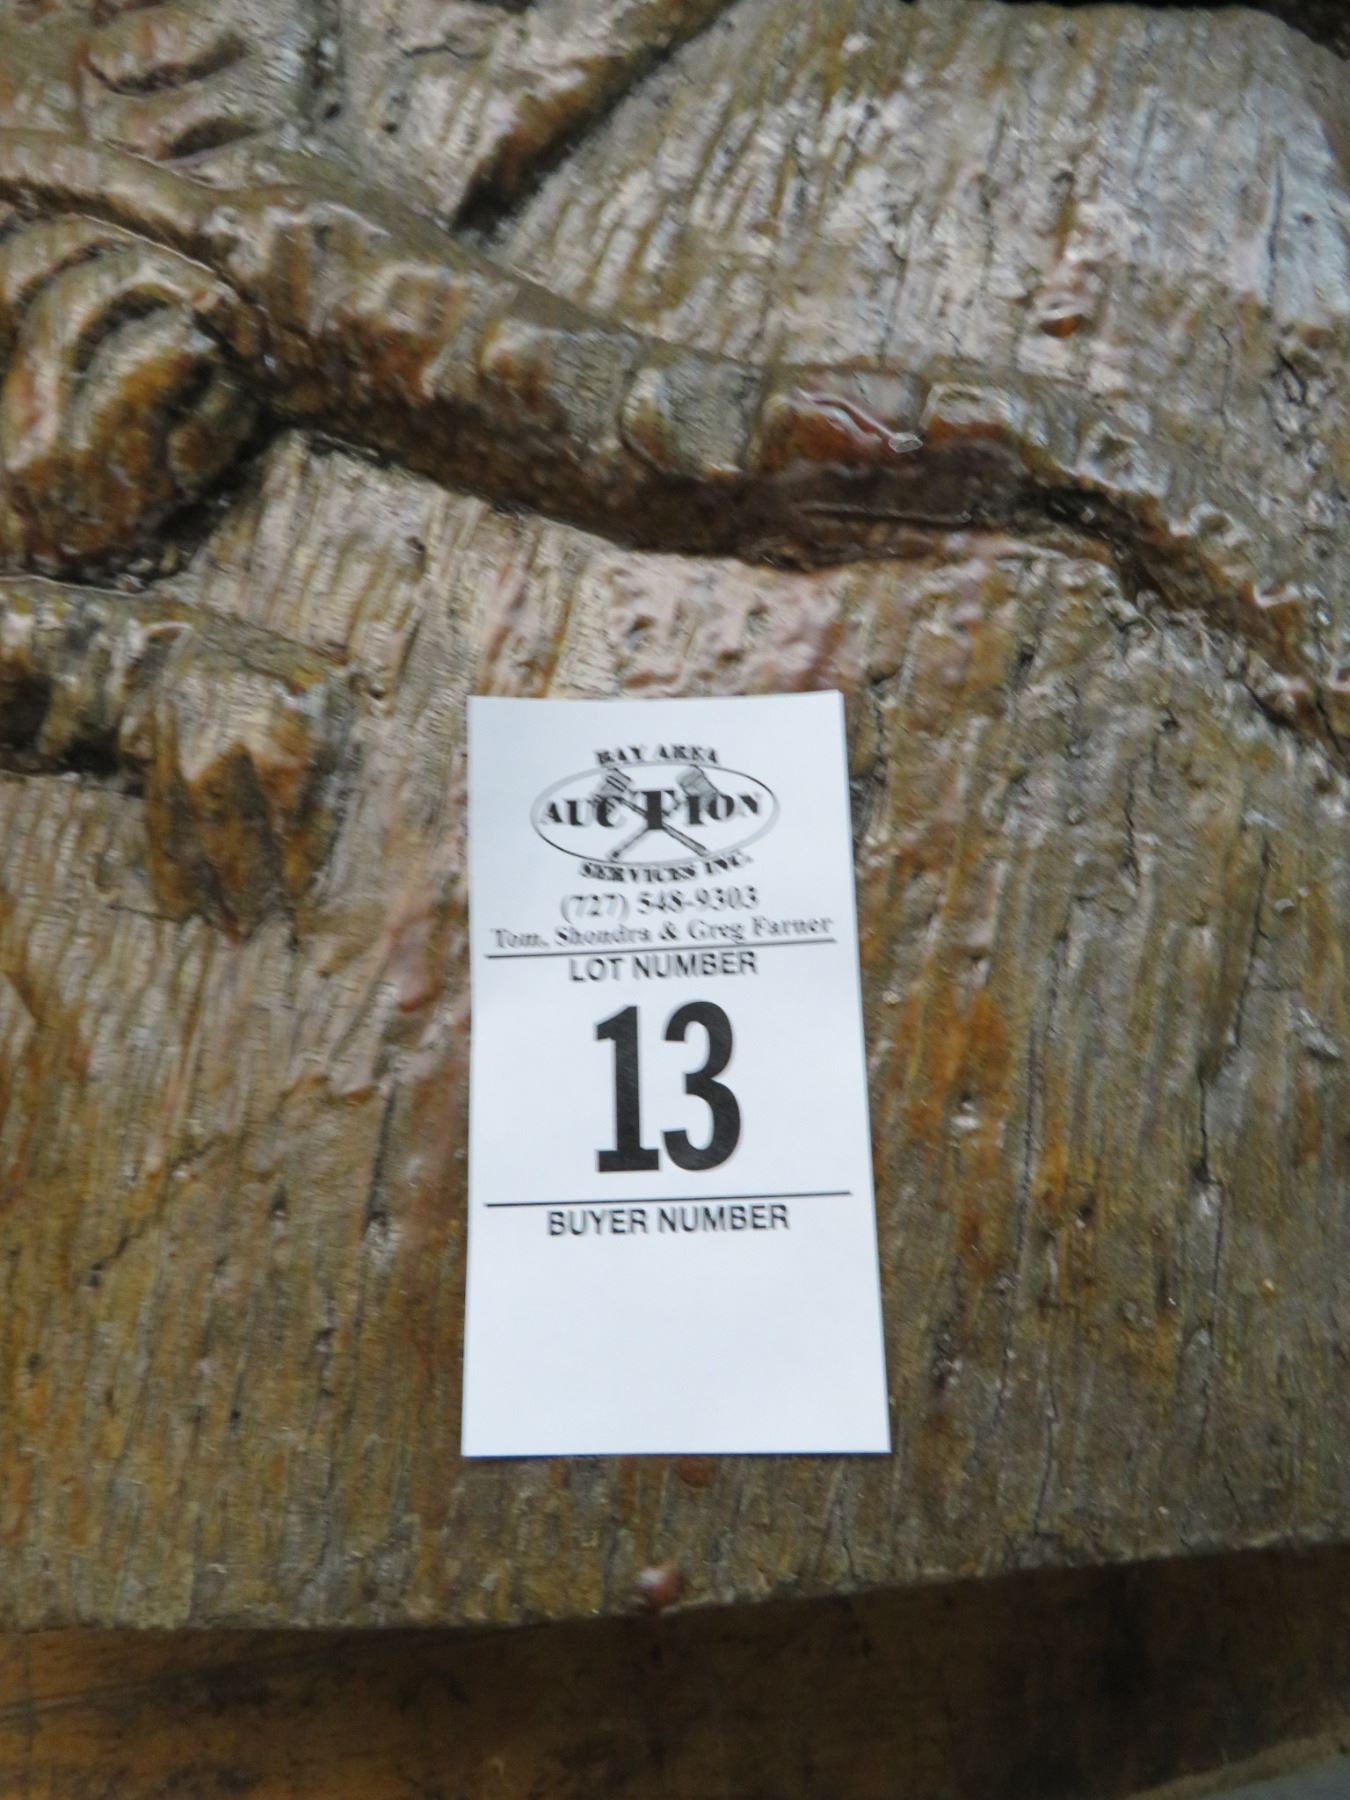 BAY AREA
AUCTION
SERVICES INC.
(727) 548-9303
Tom, Shondra & Greg Farner
LOT NUMBER
13
BUYER NUMBER